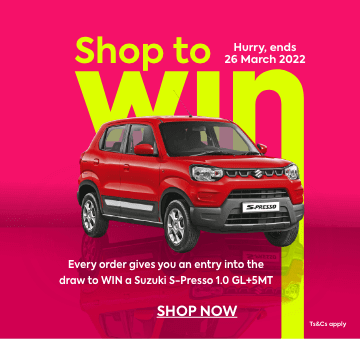 Shop to
win
Hurry, ends
26 March 2022
S-PRESSO
Every order gives you an entry into the
draw to WIN a Suzuki S-Presso 1.0 GL+5MT
SHOP NOW
Ts&Cs apply